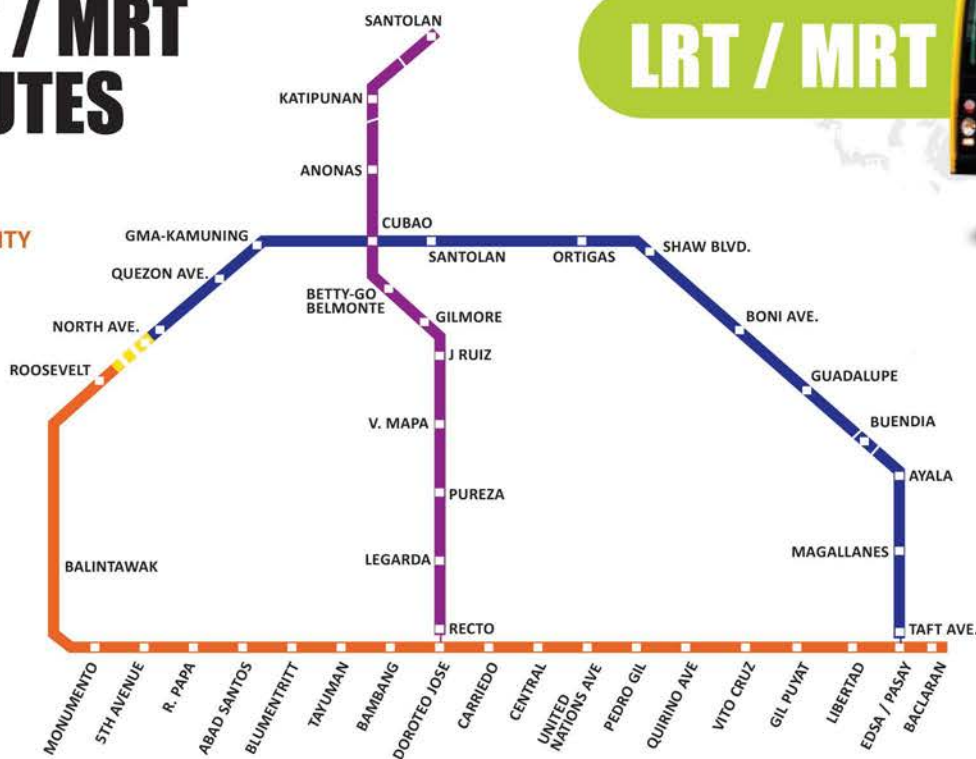 / MRT
UTES
LRT / MRT
ITY
SANTOLAN
KATIPUNAN
ANONAS
CUBAO
GMA-KAMUNING
SANTOLAN
ORTIGAS
SHAW BLVD.
QUEZON AVE.
BETTY-GO
BELMONTE
GILMORE
NORTH AVE.
BONI AVE.
J RUIZ
ROOSEVELT
GUADALUPE
V. MAPA
BUENDIA
AYALA
PUREZA
MAGALLANES
LEGARDA
BALINTAWAK
RECTO
TAFT AVE.
MONUMENTO
5TH AVENUE
R. PAPA
ABAD SANTOS
BLUMENTRITT
TAYUMAN
BAMBANG
DOROTEO JOSE
CARRIEDO
CENTRAL
UNITED
NATIONS AVE
PEDRO GIL
QUIRINO AVE
VITO CRUZ
GIL PUYAT
LIBERTAD
EDSA / PASAY
BACLARAN